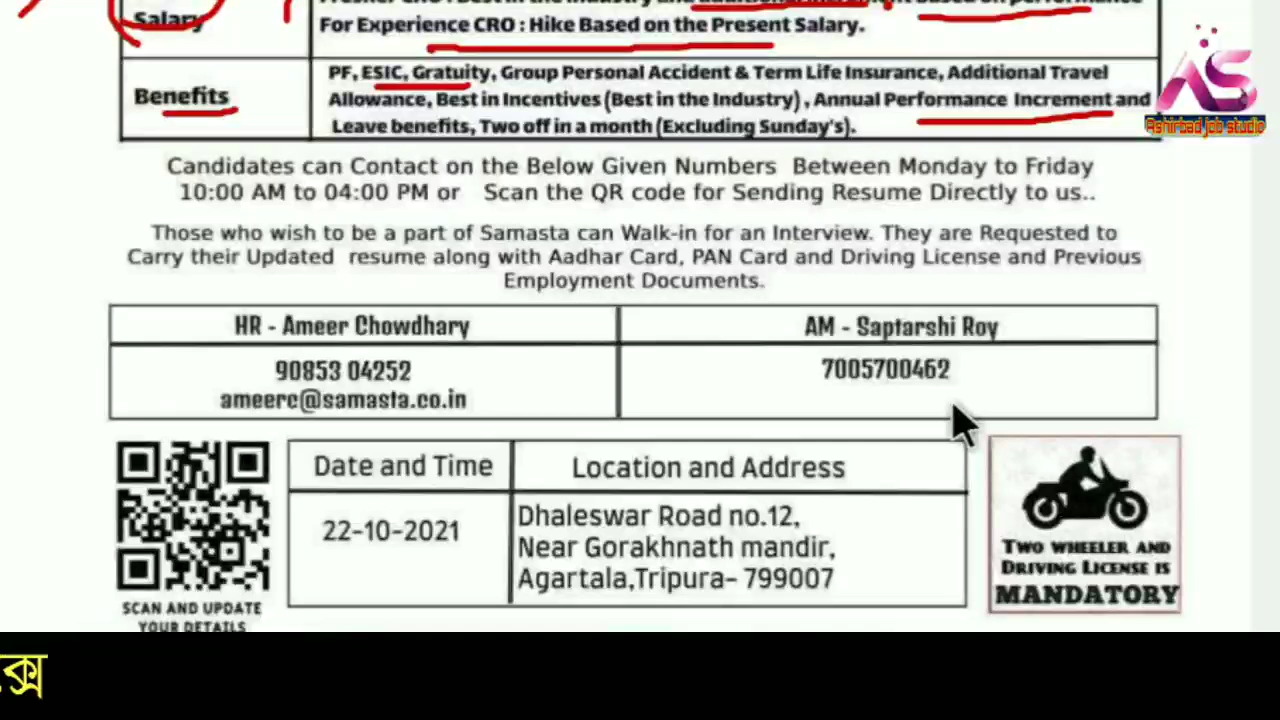 Salary
For Experience CRO : Hike Based on the Present Salary.
Benefits
PF, ESIC, Gratuity, Group Personal Accident & Term Life Insurance, Additional Travel
Allowance, Best in Incentives (Best in the Industry) , Annual Performance Increment and
Leave benefits, Two off in a month (Excluding Sunday's).
AS
Ashirbad job studio
Candidates can Contact on the Below Given Numbers Between Monday to Friday
10:00 AM to 04:00 PM or Scan the QR code for Sending Resume Directly to us..
Those who wish to be a part of Samasta can Walk-in for an Interview. They are Requested to
Carry their Updated resume along with Aadhar Card, PAN Card and Driving License and Previous
Employment Documents.
HR - Ameer Chowdhary
AM - Saptarshi Roy
90853 04252
ameerc@samasta.co.in
7005700462
Date and Time
Location and Address
22-10-2021
Dhaleswar Road no.12,
Near Gorakhnath mandir,
Agartala,Tripura- 799007
SCAN AND UPDATE
YOUR DETAILS
TWO WHEELER AND
DRIVING LICENSE IS
MANDATORY